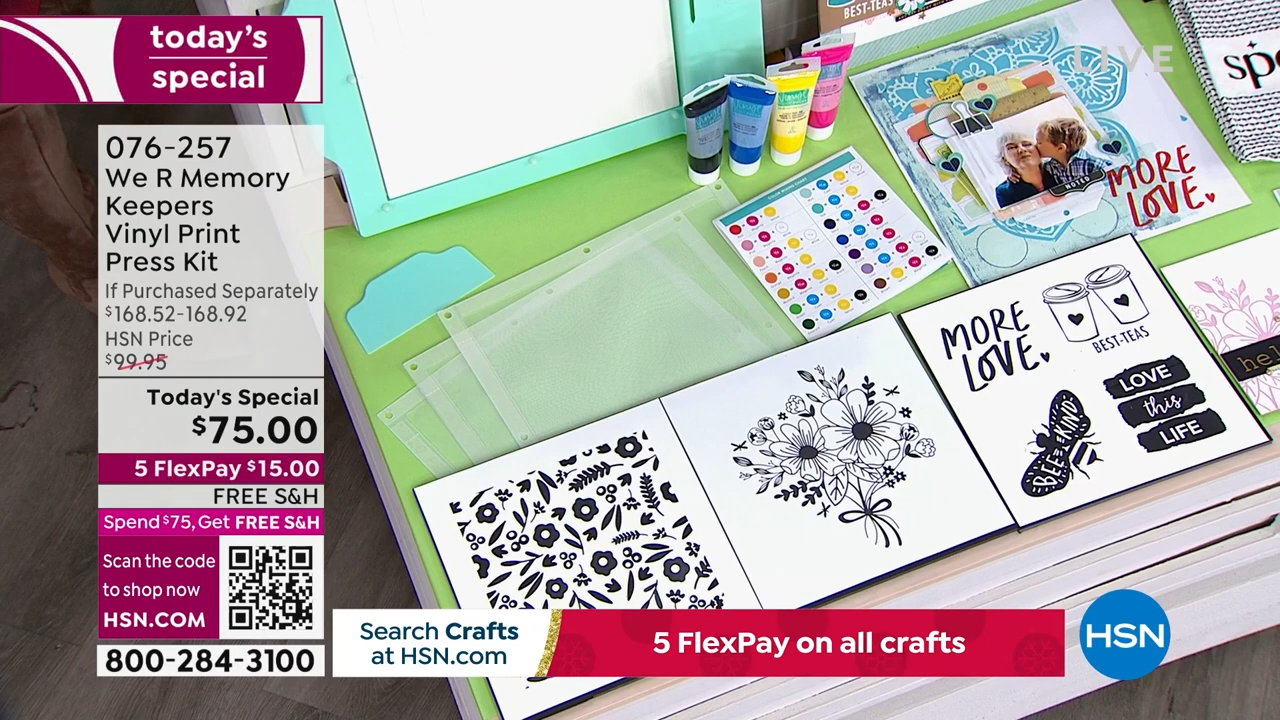 today's
special
076-257
We R Memory
Keepers
Vinyl Print
Press Kit
If Purchased Separately
$168.52-168.92
HSN Price
$99.95
Today's Special
$75.00
5 FlexPay $15.00
FREE S&H
Spend $75, Get FREE S&H
Scan the code
to shop now
HSN.COM
800-284-3100
Search Crafts
at HSN.com
5 FlexPay on all crafts
HSN
LIVE
BEST-TEAS
MORE
LOVE
NOTED
MORE
LOVE
BEST-TEAS
BEE KIND
LOVE
this
LIFE